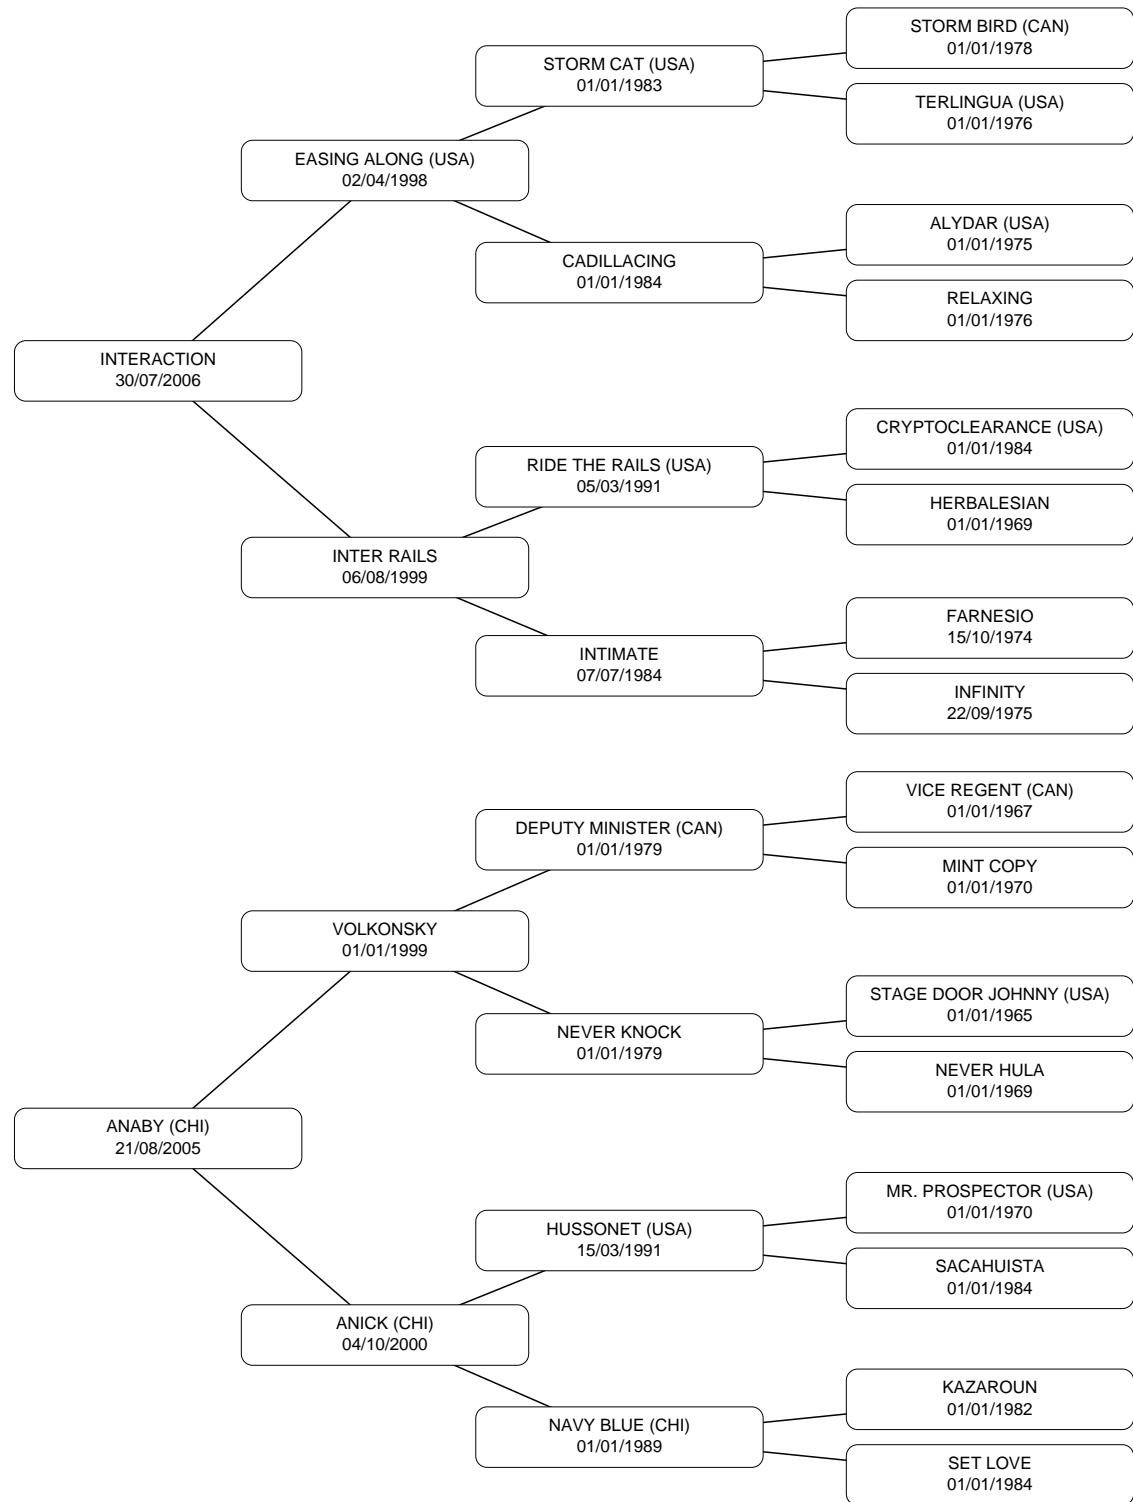 STORM BIRD (CAN)
01/01/1978
STORM CAT (USA)
01/01/1983
TERLINGUA (USA)
01/01/1976
EASING ALONG (USA)
02/04/1998
ALYDAR (USA)
01/01/1975
CADILLACING
01/01/1984
RELAXING
01/01/1976
INTERACTION
30/07/2006
CRYPTOCLEARANCE (USA)
01/01/1984
RIDE THE RAILS (USA)
05/03/1991
HERBALESIAN
01/01/1969
INTER RAILS
06/08/1999
FARNESIO
15/10/1974
INTIMATE
07/07/1984
INFINITY
22/09/1975
VICE REGENT (CAN)
01/01/1967
DEPUTY MINISTER (CAN)
01/01/1979
MINT COPY
01/01/1970
VOLKONSKY
01/01/1999
STAGE DOOR JOHNNY (USA)
01/01/1965
NEVER KNOCK
01/01/1979
NEVER HULA
01/01/1969
ANABY (CHI)
21/08/2005
MR. PROSPECTOR (USA)
01/01/1970
HUSSONET (USA)
15/03/1991
SACAHUISTA
01/01/1984
ANICK (CHI)
04/10/2000
KAZAROUN
01/01/1982
NAVY BLUE (CHI)
01/01/1989
SET LOVE
01/01/1984